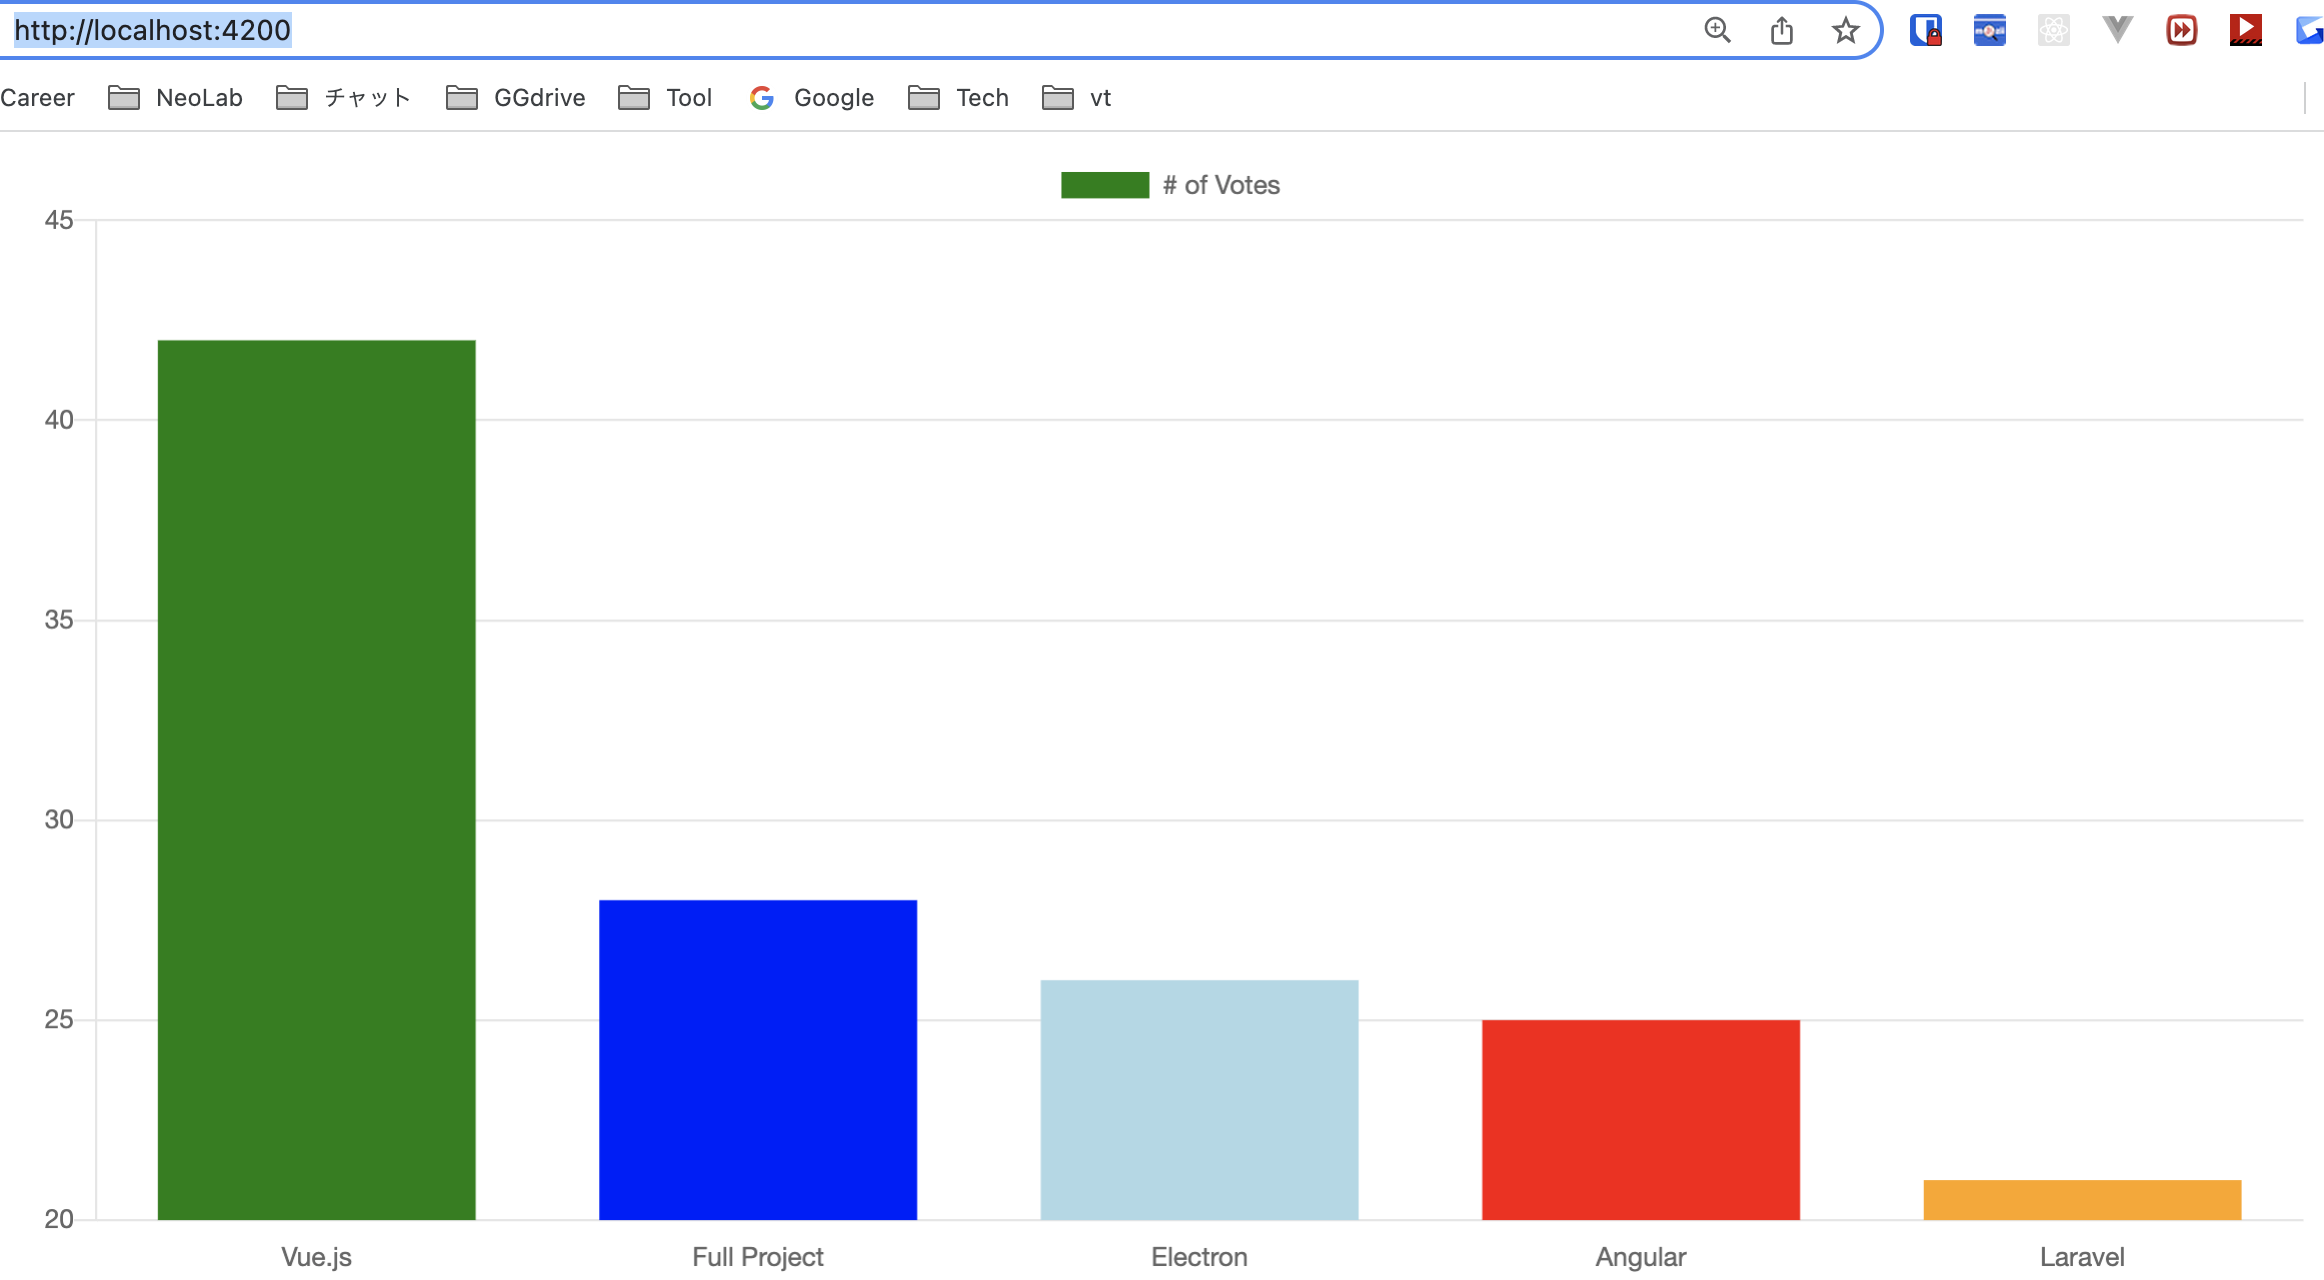 http://localhost:4200
Career NeoLab チャット GGdrive Tool Google Tech vt
# of Votes
45
40
35
30
25
20
Vue.js Full Project Electron Angular Laravel